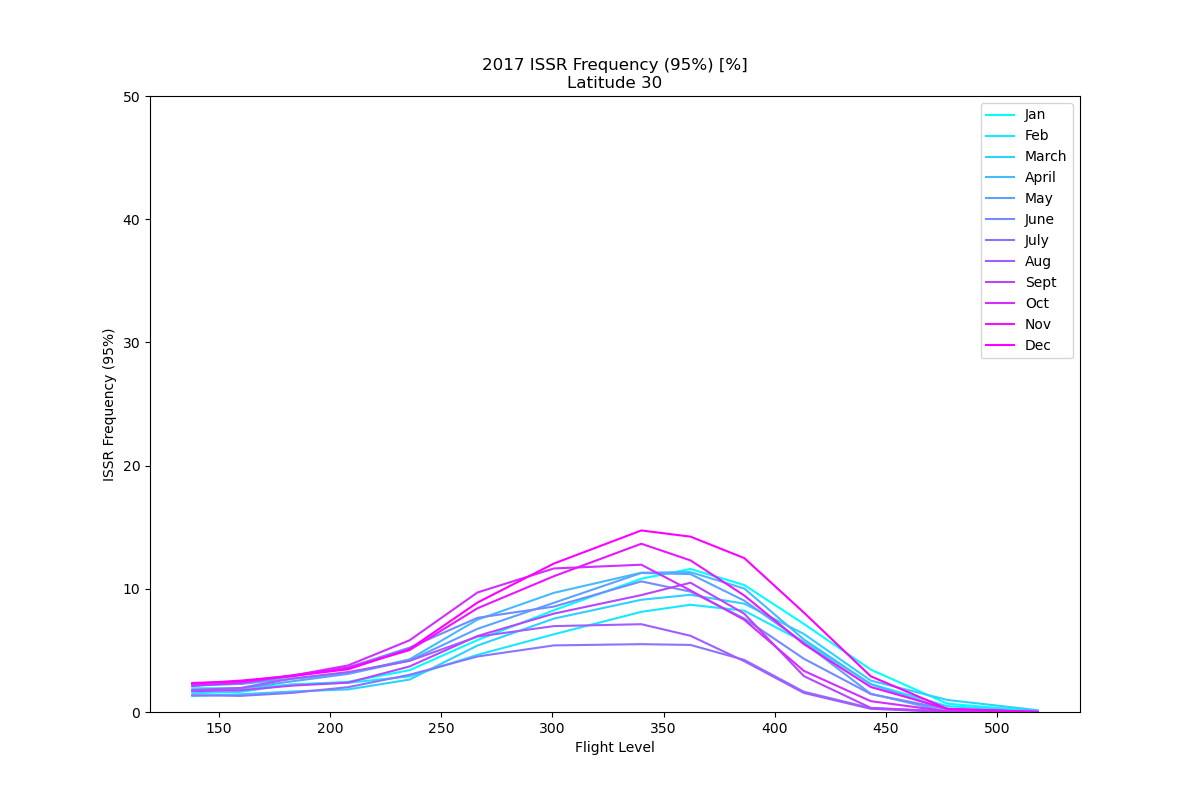 2017 ISSR Frequency (95%) [%]
Latitude 30
ISSR Frequency (95%)
50
40
30
20
10
0
150
200
250
300
350
400
450
500
Flight Level
Jan
Feb
March
April
May
June
July
Aug
Sept
Oct
Nov
Dec